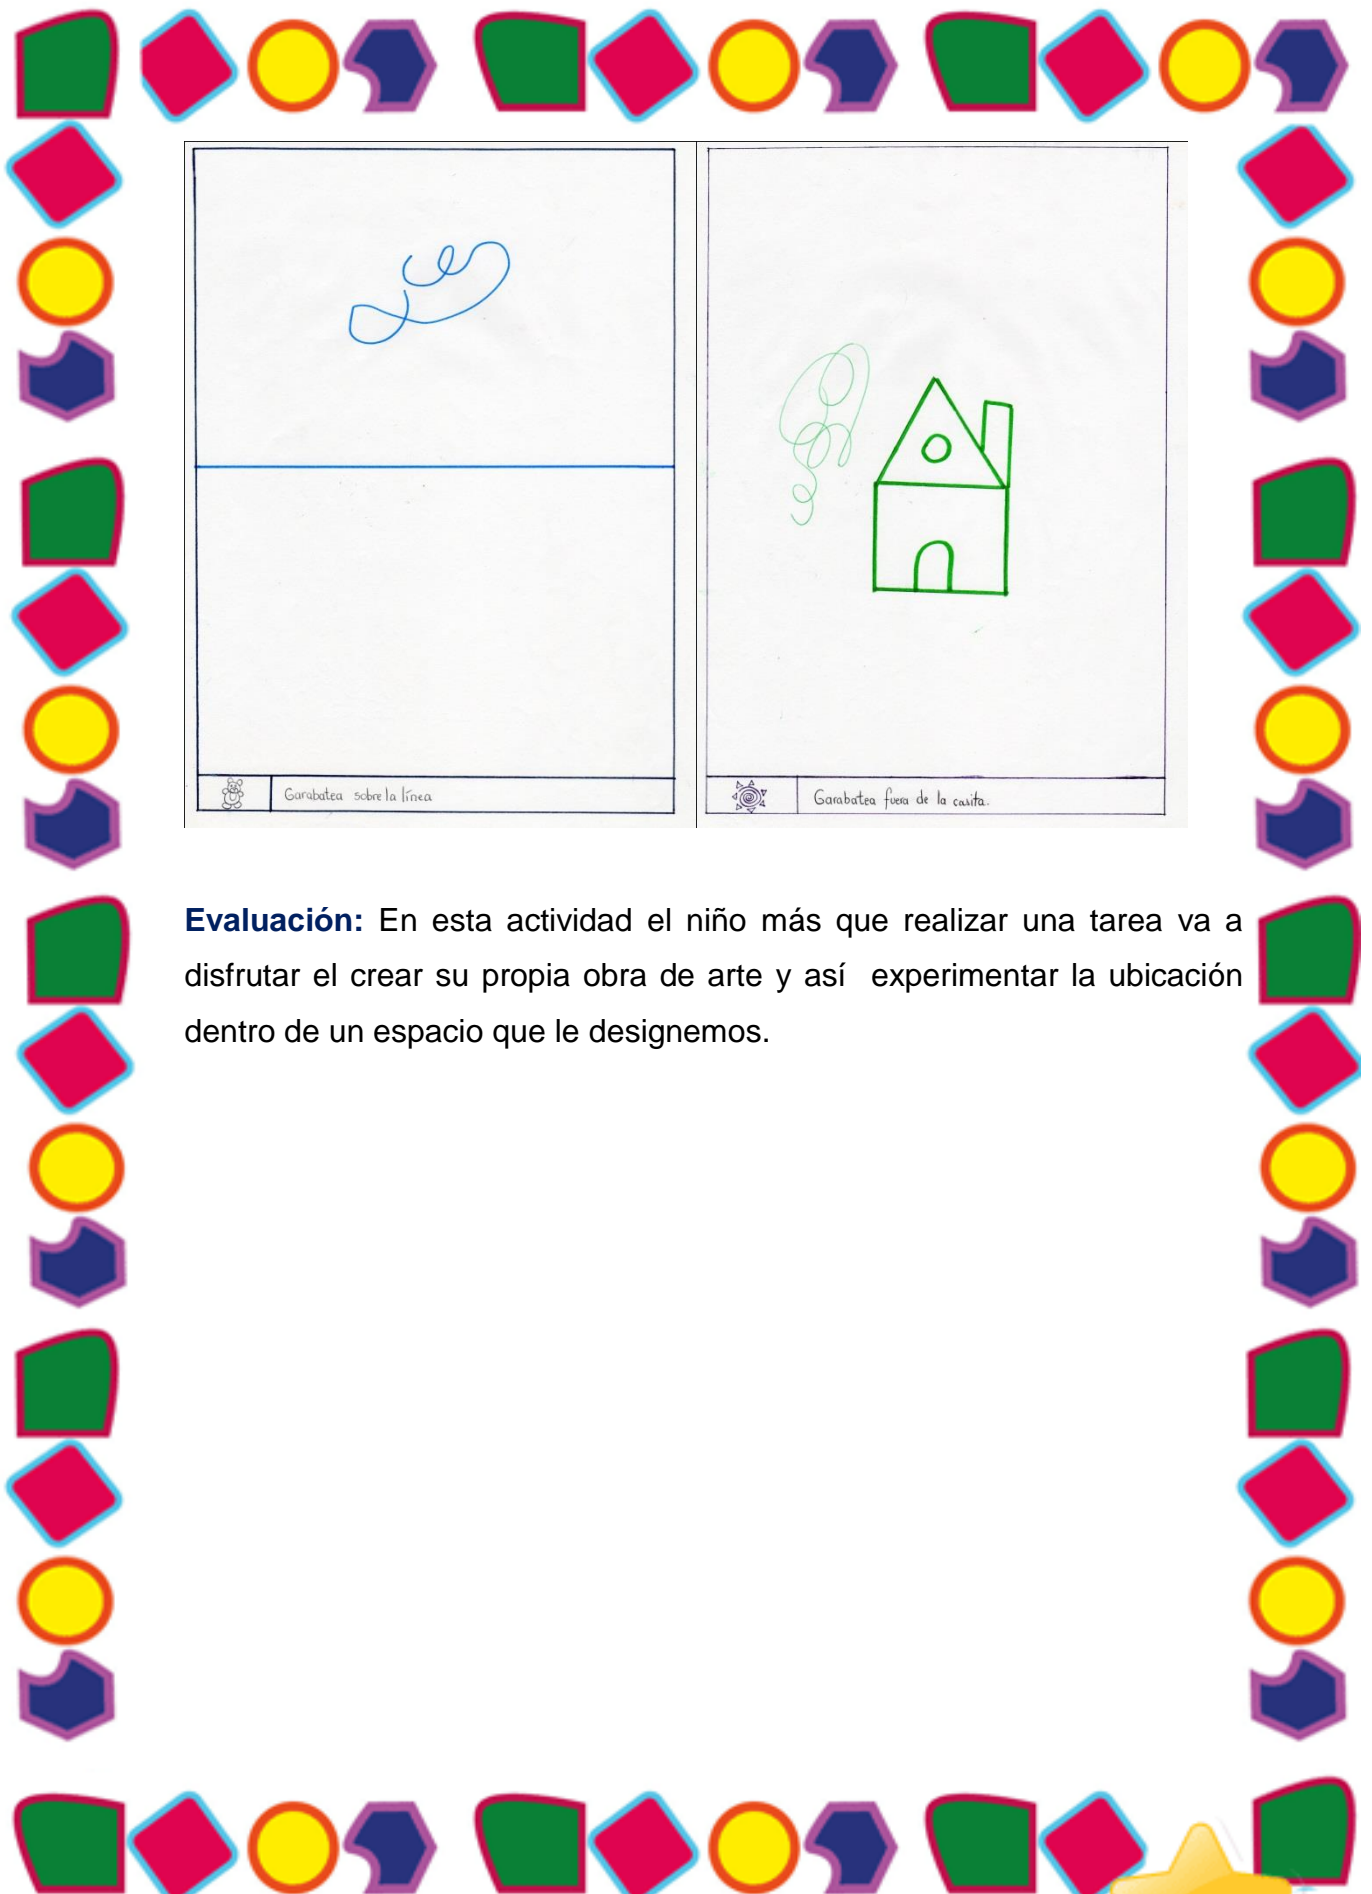 Garabatea sobre la línea
Garabatea fuera de la casita.
Evaluación: En esta actividad el niño más que realizar una tarea va a
disfrutar el crear su propia obra de arte y así experimentar la ubicación
dentro de un espacio que le designemos.